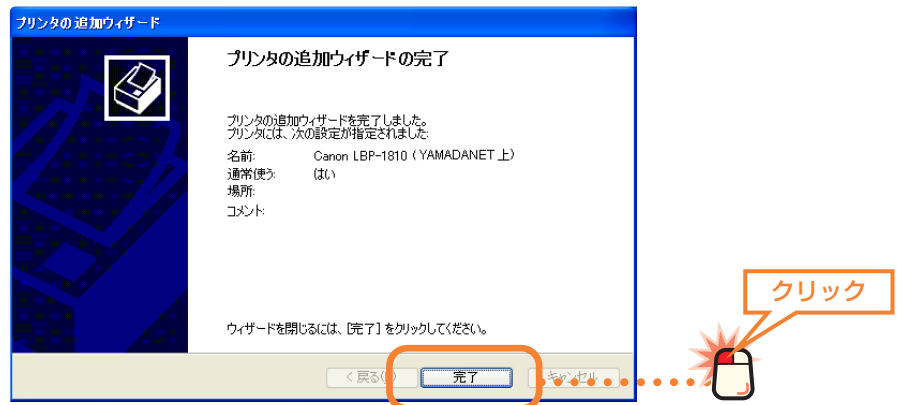 プリンタの追加ウィザード
プリンタの追加ウィザードの完了
プリンタの追加ウィザードを完了しました。
プリンタには、次の設定が指定されました:
名前: Canon LBP-1810 (YAMADANET 上)
通常使う: はい
場所:
コメント:
ウィザードを閉じるには、[完了] をクリックしてください。
< 戻る( 完了 キャンセル
クリック